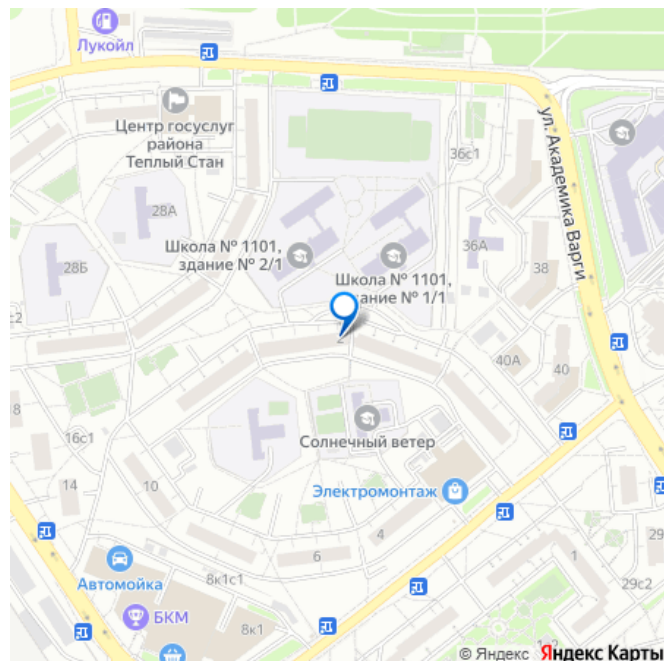 Лукойл
Центр госуслуг
района
Теплый Стан
36с1
ул. Академика Варги
28А
Школа № 1101,
здание № 2/1
36А
28Б
38
Школа № 1101,
здание № 1/1
с2
2
40А
40
8
16с1
Солнечный ветер
14
10
Электромонтаж
4
6
1
29
29с2
Автомойка
8к1с1
БКМ
8к1
© Яндекс Яндекс Карты